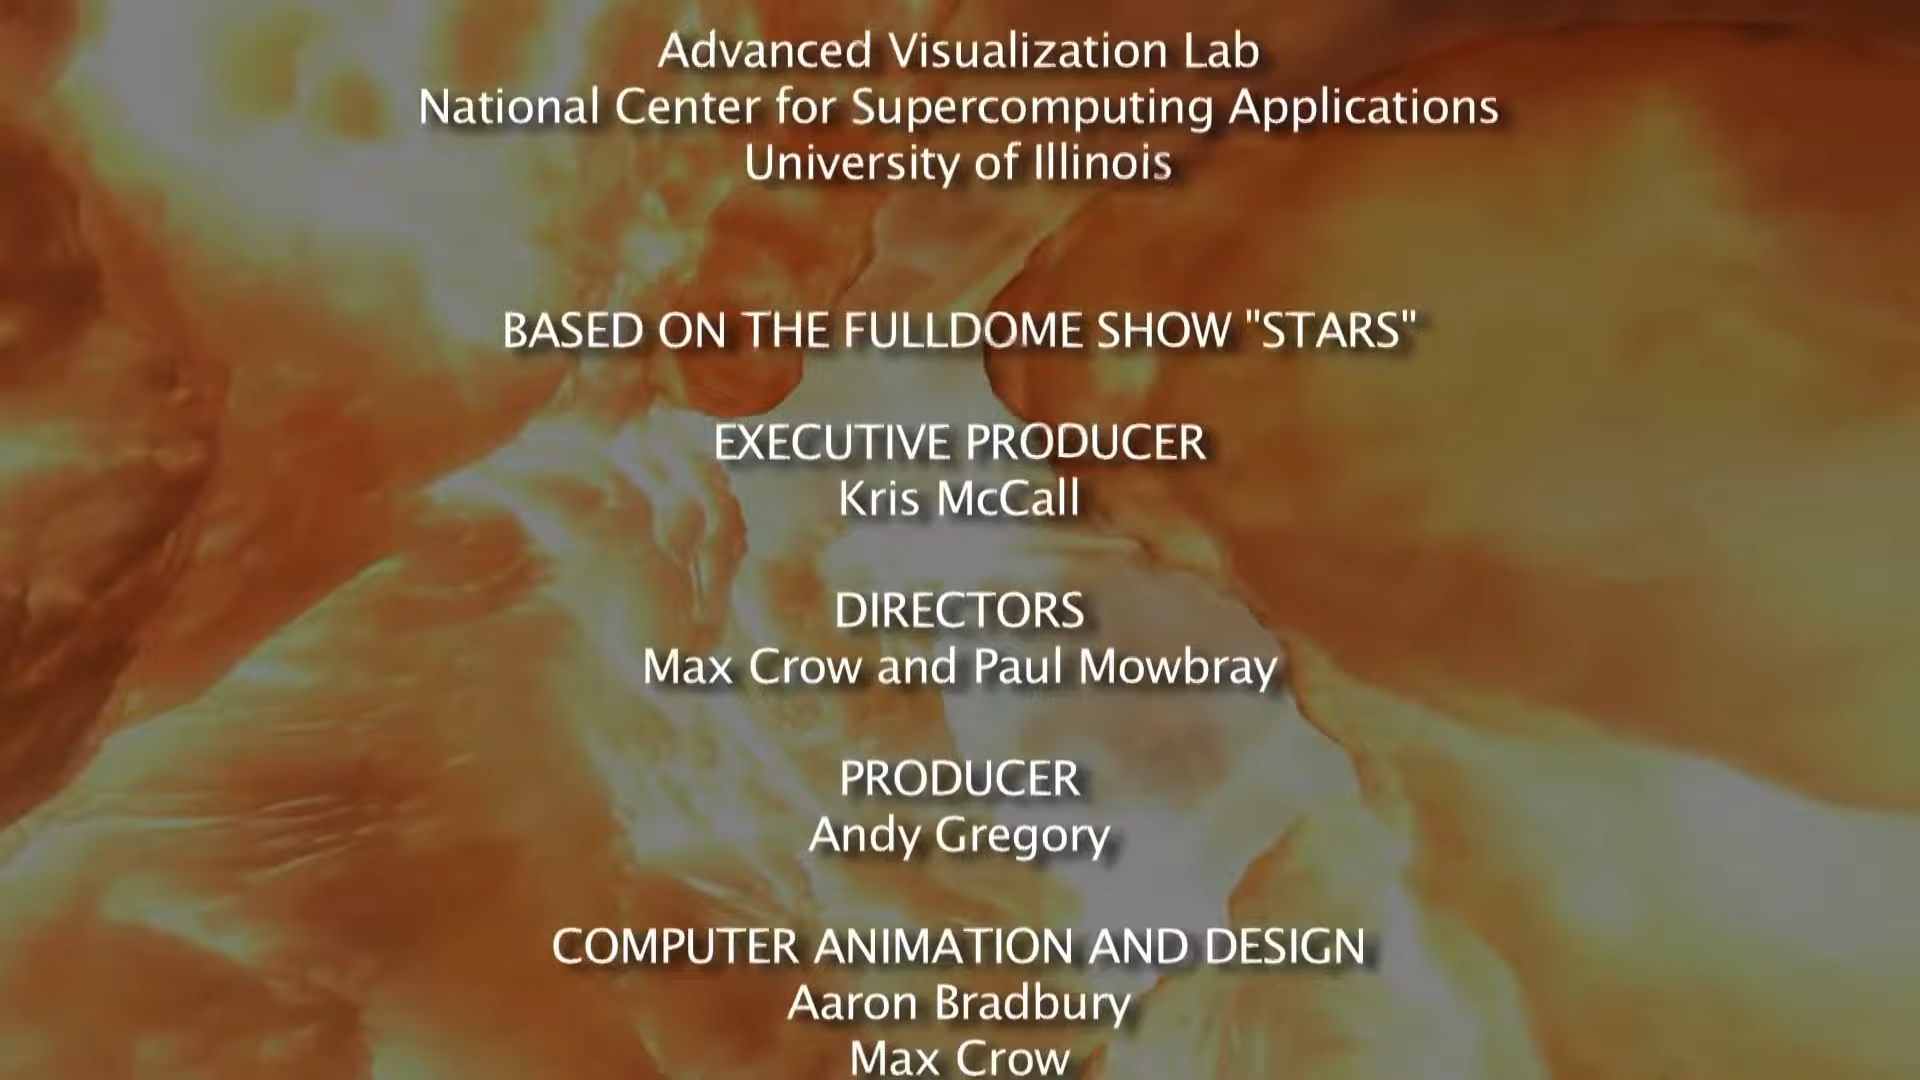 Advanced Visualization Lab
National Center for Supercomputing Applications
University of Illinois
BASED ON THE FULLDOME SHOW "STARS"
EXECUTIVE PRODUCER
Kris McCall
DIRECTORS
Max Crow and Paul Mowbray
PRODUCER
Andy Gregory
COMPUTER ANIMATION AND DESIGN
Aaron Bradbury
Max Crow